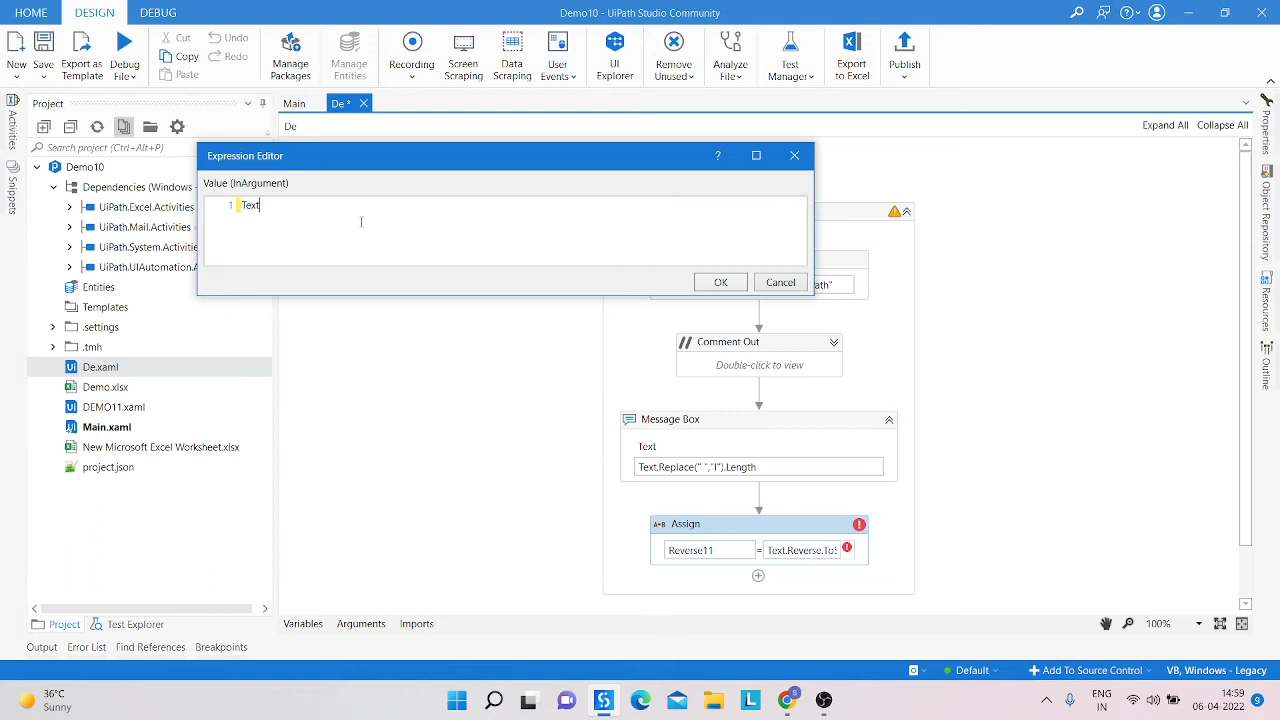 HOME DESIGN DEBUG
Demo10 - UiPath Studio Community
New Save Export as Template Debug File
Cut Copy Paste
Undo Redo
Manage Packages
Manage Entities
Recording
Screen Scraping
Data Scraping
User Events
UI Explorer
Remove Unused
Analyze File
Test Manager
Export to Excel
Publish
Project
Main
De *
Search project (Ctrl+Alt+P)
De
Expand All Collapse All
Activities
Snippets
Properties
Object Repository
Resources
Outline
Demo10
Dependencies (Windows -
UiPath.Excel.Activities
UiPath.Mail.Activities
UiPath.System.Activitie
UiPath.UIAutomation.A
Entities
Templates
.settings
.tmh
De.xaml
Demo.xlsx
DEMO11.xaml
Main.xaml
New Microsoft Excel Worksheet.xlsx
project.json
Expression Editor
?
Value (InArgument)
1 Text
OK Cancel
ath"
Comment Out
Double-click to view
Message Box
Text
Text.Replace(" ","I").Length
A*B Assign
Reverse11 = Text.Reverse.ToS
Project Test Explorer
Variables Arguments Imports
100%
Output Error List Find References Breakpoints
Default
Add To Source Control
VB, Windows - Legacy
36°C
Sunny
ENG
IN
14:59
06-04-2022
9